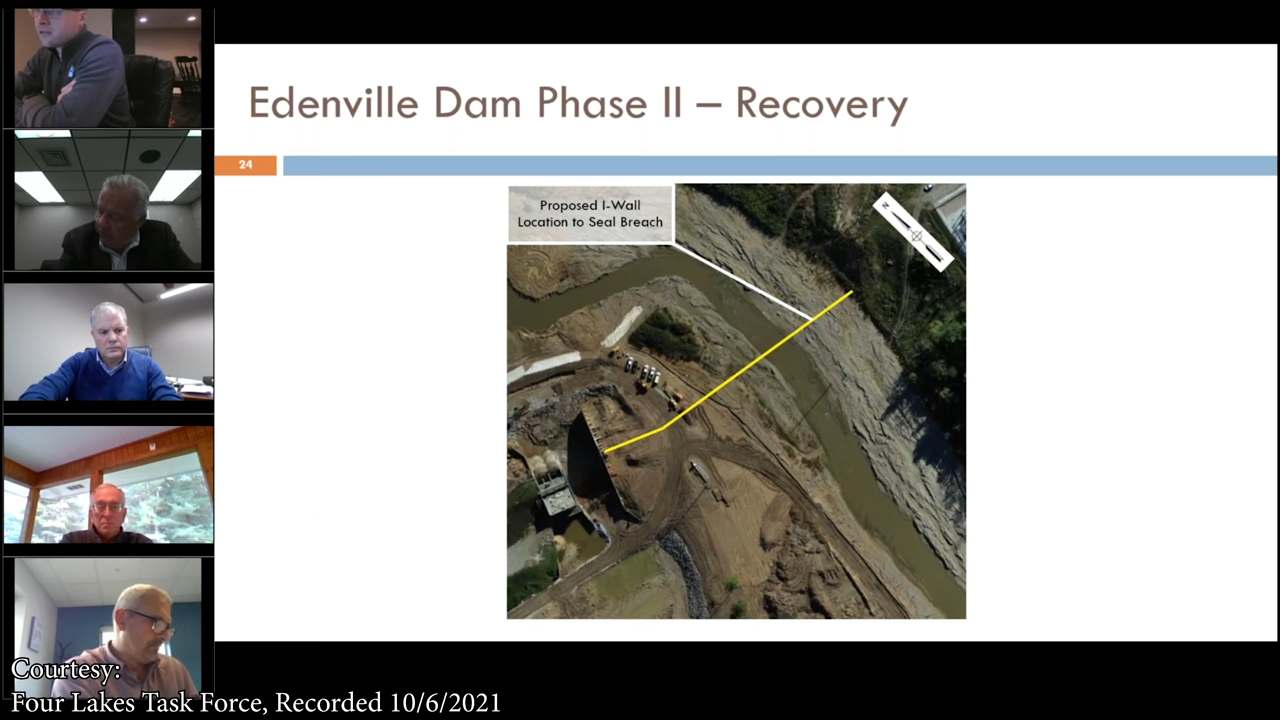 Edenville Dam Phase II – Recovery
24
Proposed I-Wall
Location to Seal Breach
N
Courtesy:
Four Lakes Task Force, Recorded 10/6/2021